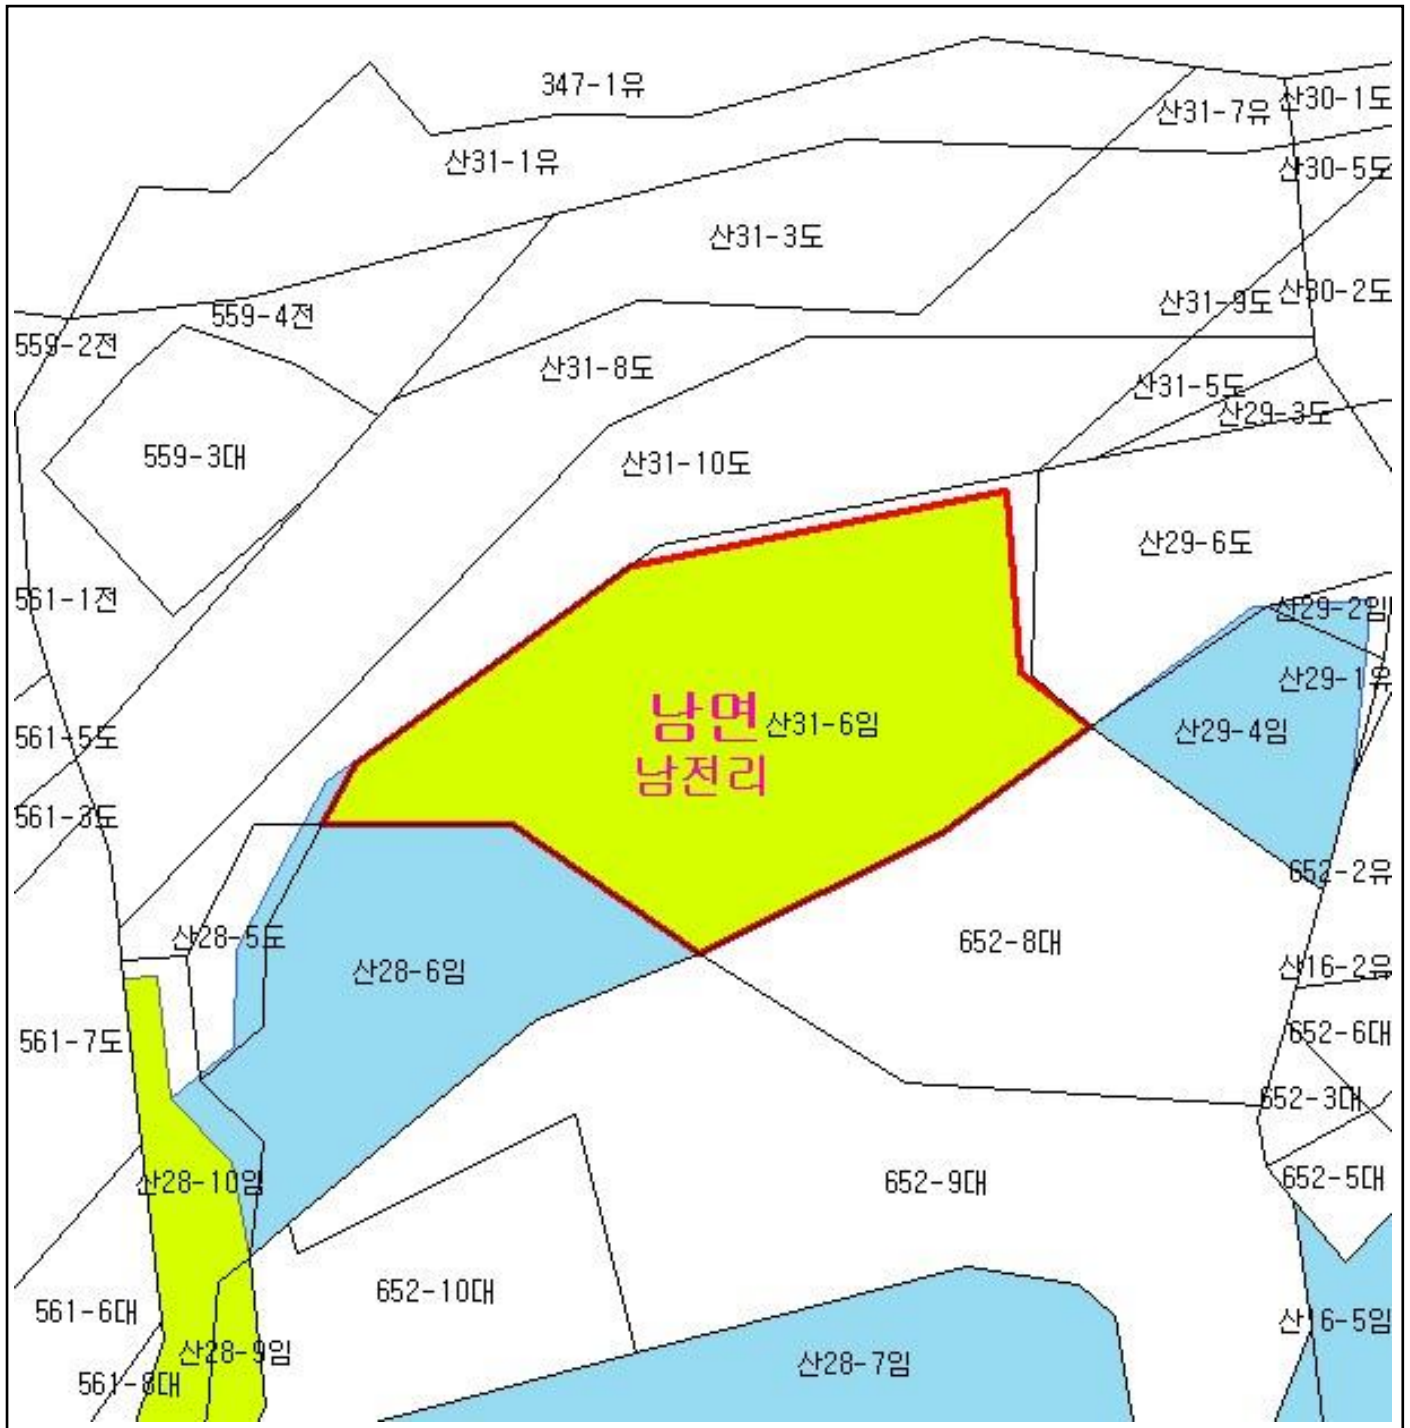 347-1유
산30-1도
산31-7유
산31-1유
산30-5도
산31-3도
산30-2도
산31-9도
559-4전
559-2전
산31-8도
산31-5도
산29-3도
559-3대
산31-10도
산29-6도
561-1전
산29-2임
산29-1유
남면
산31-6임
산29-4임
561-5도
남전리
561-3도
652-2유
산28-5도
652-8대
산28-6임
산16-2유
561-7도
652-6대
652-3대
산28-10임
652-9대
652-5대
652-10대
561-6대
산16-5임
산28-9임
산28-7임
561-8대